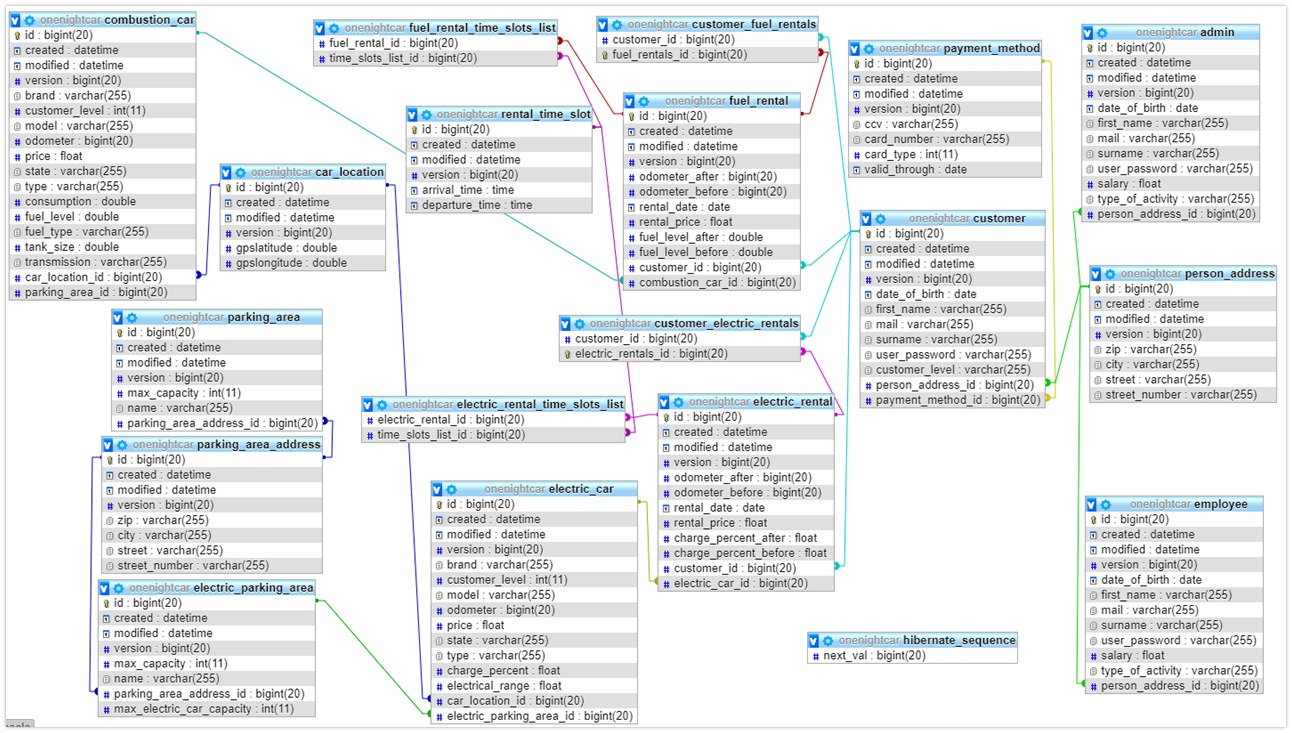 onenightcar combustion_car
id : bigint(20)
created : datetime
modified : datetime
version : bigint(20)
brand : varchar(255)
customer_level : int(11)
model : varchar(255)
odometer : bigint(20)
price : float
state : varchar(255)
type : varchar(255)
consumption : double
fuel_level : double
fuel_type : varchar(255)
tank_size : double
transmission : varchar(255)
car_location_id : bigint(20)
parking_area_id : bigint(20)
onenightcar fuel_rental_time_slots_list
fuel_rental_id : bigint(20)
time_slots_list_id : bigint(20)
onenightcar customer_fuel_rentals
customer_id : bigint(20)
fuel_rentals_id : bigint(20)
onenightcar payment_method
id : bigint(20)
created : datetime
modified : datetime
version : bigint(20)
ccv : varchar(255)
card_number : varchar(255)
card_type : int(11)
valid_through : date
onenightcar admin
id : bigint(20)
created : datetime
modified : datetime
version : bigint(20)
date_of_birth : date
first_name : varchar(255)
mail : varchar(255)
surname : varchar(255)
user_password : varchar(255)
salary : float
type_of_activity : varchar(255)
person_address_id : bigint(20)
onenightcar rental_time_slot
id : bigint(20)
created : datetime
modified : datetime
version : bigint(20)
arrival_time : time
departure_time : time
onenightcar fuel_rental
id : bigint(20)
created : datetime
modified : datetime
version : bigint(20)
odometer_after : bigint(20)
odometer_before : bigint(20)
rental_date : date
rental_price : float
fuel_level_after : double
fuel_level_before : double
customer_id : bigint(20)
combustion_car_id : bigint(20)
onenightcar car_location
id : bigint(20)
created : datetime
modified : datetime
version : bigint(20)
gpslatitude : double
gpslongitude : double
onenightcar customer
id : bigint(20)
created : datetime
modified : datetime
version : bigint(20)
date_of_birth : date
first_name : varchar(255)
mail : varchar(255)
surname : varchar(255)
user_password : varchar(255)
customer_level : varchar(255)
person_address_id : bigint(20)
payment_method_id : bigint(20)
onenightcar person_address
id : bigint(20)
created : datetime
modified : datetime
version : bigint(20)
zip : varchar(255)
city : varchar(255)
street : varchar(255)
street_number : varchar(255)
onenightcar parking_area
id : bigint(20)
created : datetime
modified : datetime
version : bigint(20)
max_capacity : int(11)
name : varchar(255)
parking_area_address_id : bigint(20)
onenightcar customer_electric_rentals
customer_id : bigint(20)
electric_rentals_id : bigint(20)
onenightcar electric_rental_time_slots_list
electric_rental_id : bigint(20)
time_slots_list_id : bigint(20)
onenightcar electric_rental
id : bigint(20)
created : datetime
modified : datetime
version : bigint(20)
odometer_after : bigint(20)
odometer_before : bigint(20)
rental_date : date
rental_price : float
charge_percent_after : float
charge_percent_before : float
customer_id : bigint(20)
electric_car_id : bigint(20)
onenightcar parking_area_address
id : bigint(20)
created : datetime
modified : datetime
version : bigint(20)
zip : varchar(255)
city : varchar(255)
street : varchar(255)
street_number : varchar(255)
onenightcar electric_car
id : bigint(20)
created : datetime
modified : datetime
version : bigint(20)
brand : varchar(255)
customer_level : int(11)
model : varchar(255)
odometer : bigint(20)
price : float
state : varchar(255)
type : varchar(255)
charge_percent : float
electrical_range : float
car_location_id : bigint(20)
electric_parking_area_id : bigint(20)
onenightcar employee
id : bigint(20)
created : datetime
modified : datetime
version : bigint(20)
date_of_birth : date
first_name : varchar(255)
mail : varchar(255)
surname : varchar(255)
user_password : varchar(255)
salary : float
type_of_activity : varchar(255)
person_address_id : bigint(20)
onenightcar electric_parking_area
id : bigint(20)
created : datetime
modified : datetime
version : bigint(20)
max_capacity : int(11)
name : varchar(255)
parking_area_address_id : bigint(20)
max_electric_car_capacity : int(11)
onenightcar hibernate_sequence
next_val : bigint(20)